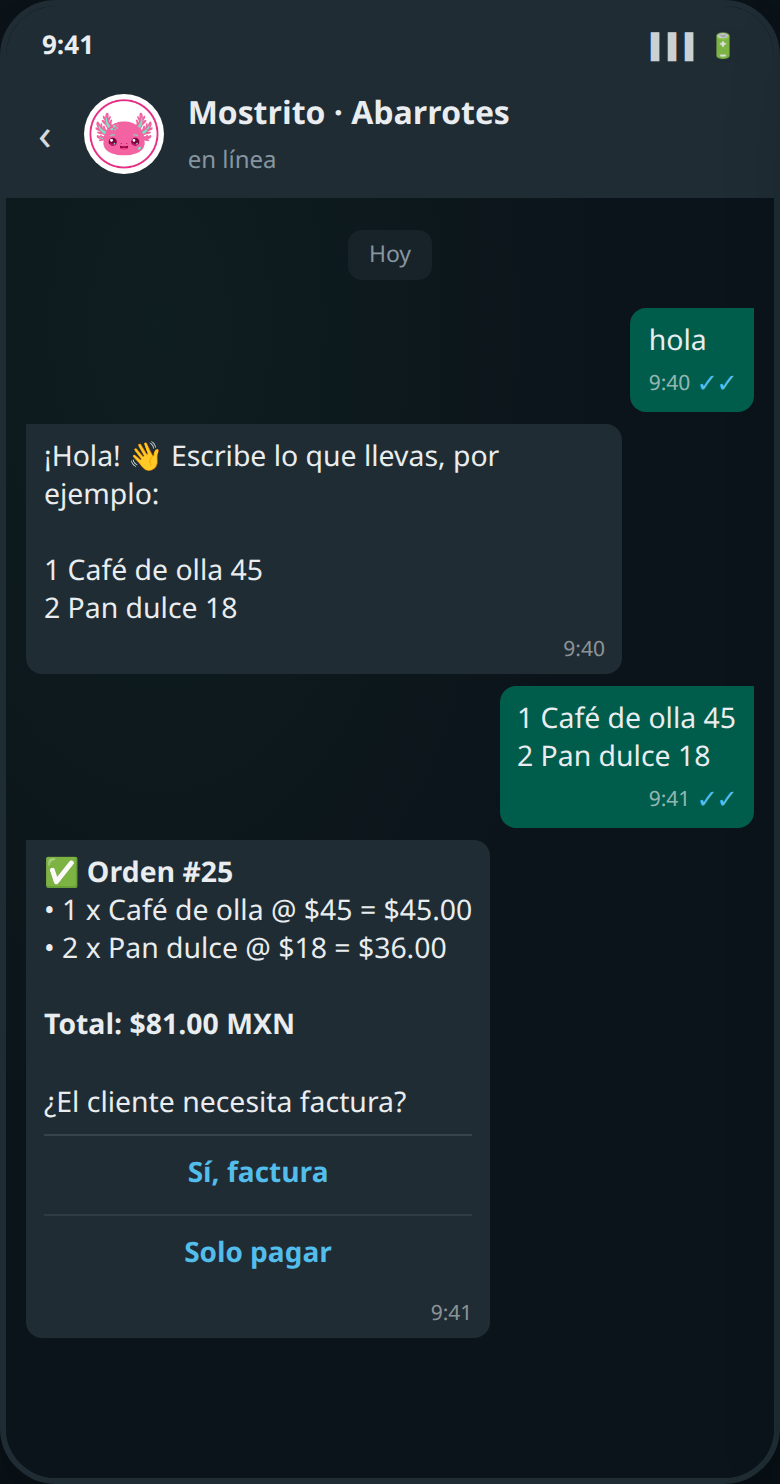 9:41
Mostrito · Abarrotes
en línea
Hoy
hola
9:40 ✓✓
¡Hola! 👋 Escribe lo que llevas, por
ejemplo:
1 Café de olla 45
2 Pan dulce 18
9:40
1 Café de olla 45
2 Pan dulce 18
9:41 ✓✓
✅ Orden #25
• 1 x Café de olla @ $45 = $45.00
• 2 x Pan dulce @ $18 = $36.00
Total: $81.00 MXN
¿El cliente necesita factura?
Sí, factura
Solo pagar
9:41